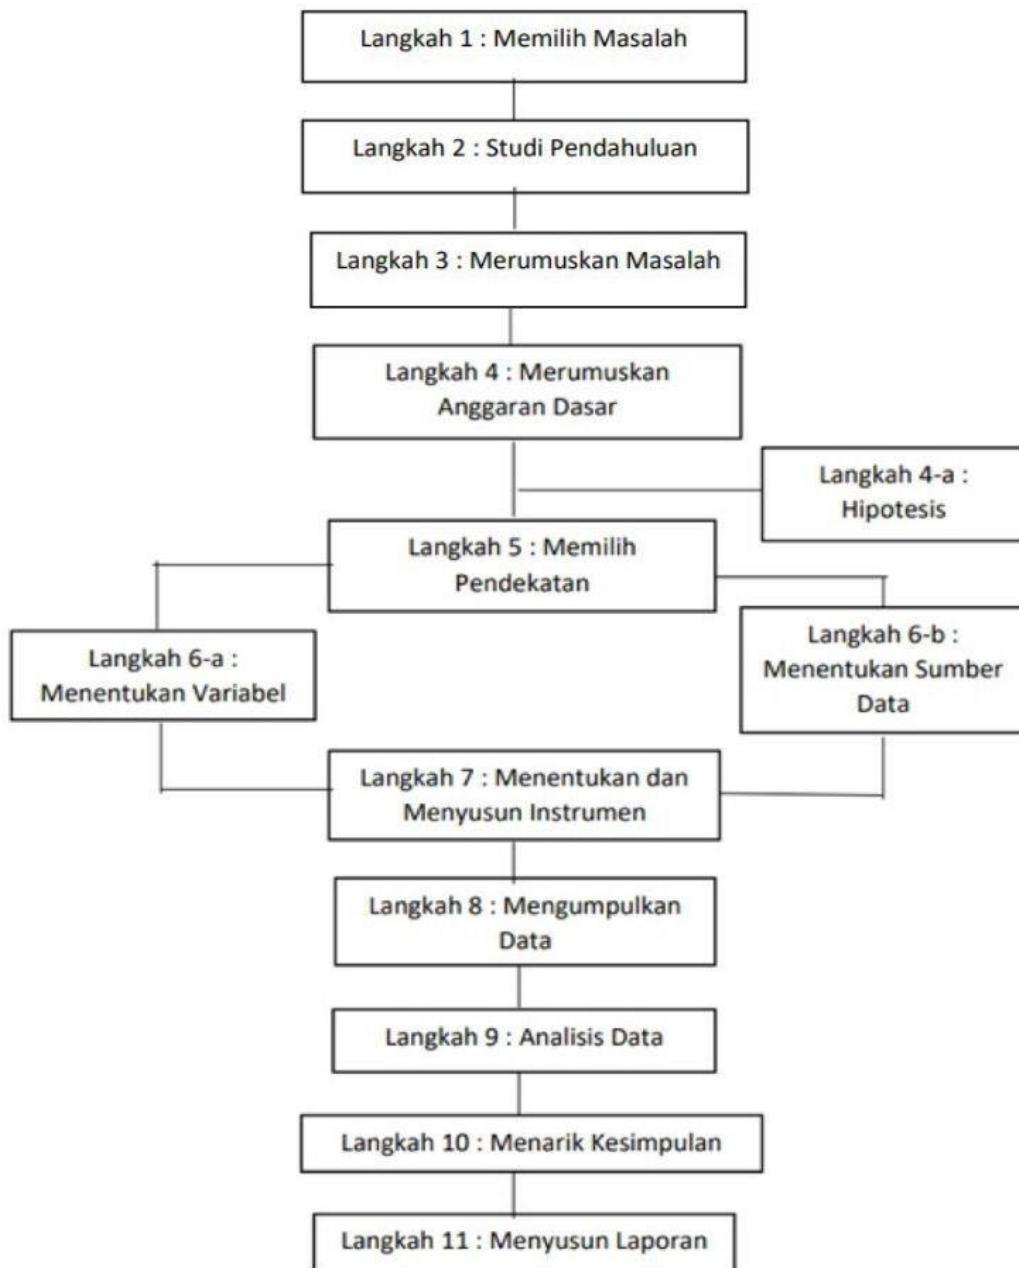 Langkah 1 : Memilih Masalah
Langkah 2 : Studi Pendahuluan
Langkah 3 : Merumuskan Masalah
Langkah 4 : Merumuskan
Anggaran Dasar
Langkah 4-a :
Hipotesis
Langkah 5 : Memilih
Pendekatan
Langkah 6-a :
Menentukan Variabel
Langkah 6-b :
Menentukan Sumber
Data
Langkah 7 : Menentukan dan
Menyusun Instrumen
Langkah 8 : Mengumpulkan
Data
Langkah 9 : Analisis Data
Langkah 10 : Menarik Kesimpulan
Langkah 11 : Menyusun Laporan